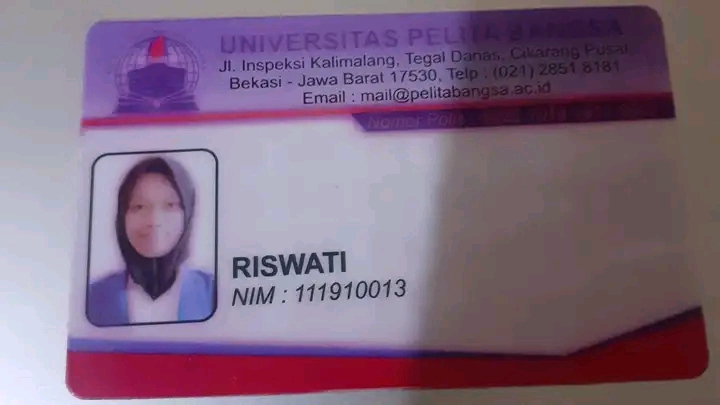 UNIVERSITAS PELITA BANGSA
Jl. Inspeksi Kalimalang, Tegal Danas, Cikarang Pusat,
Bekasi - Jawa Barat 17530, Telp : (021) 2851 8181
Email : mail@pelitabangsa.ac.id
Nomor Polis
RISWATI
NIM : 111910013